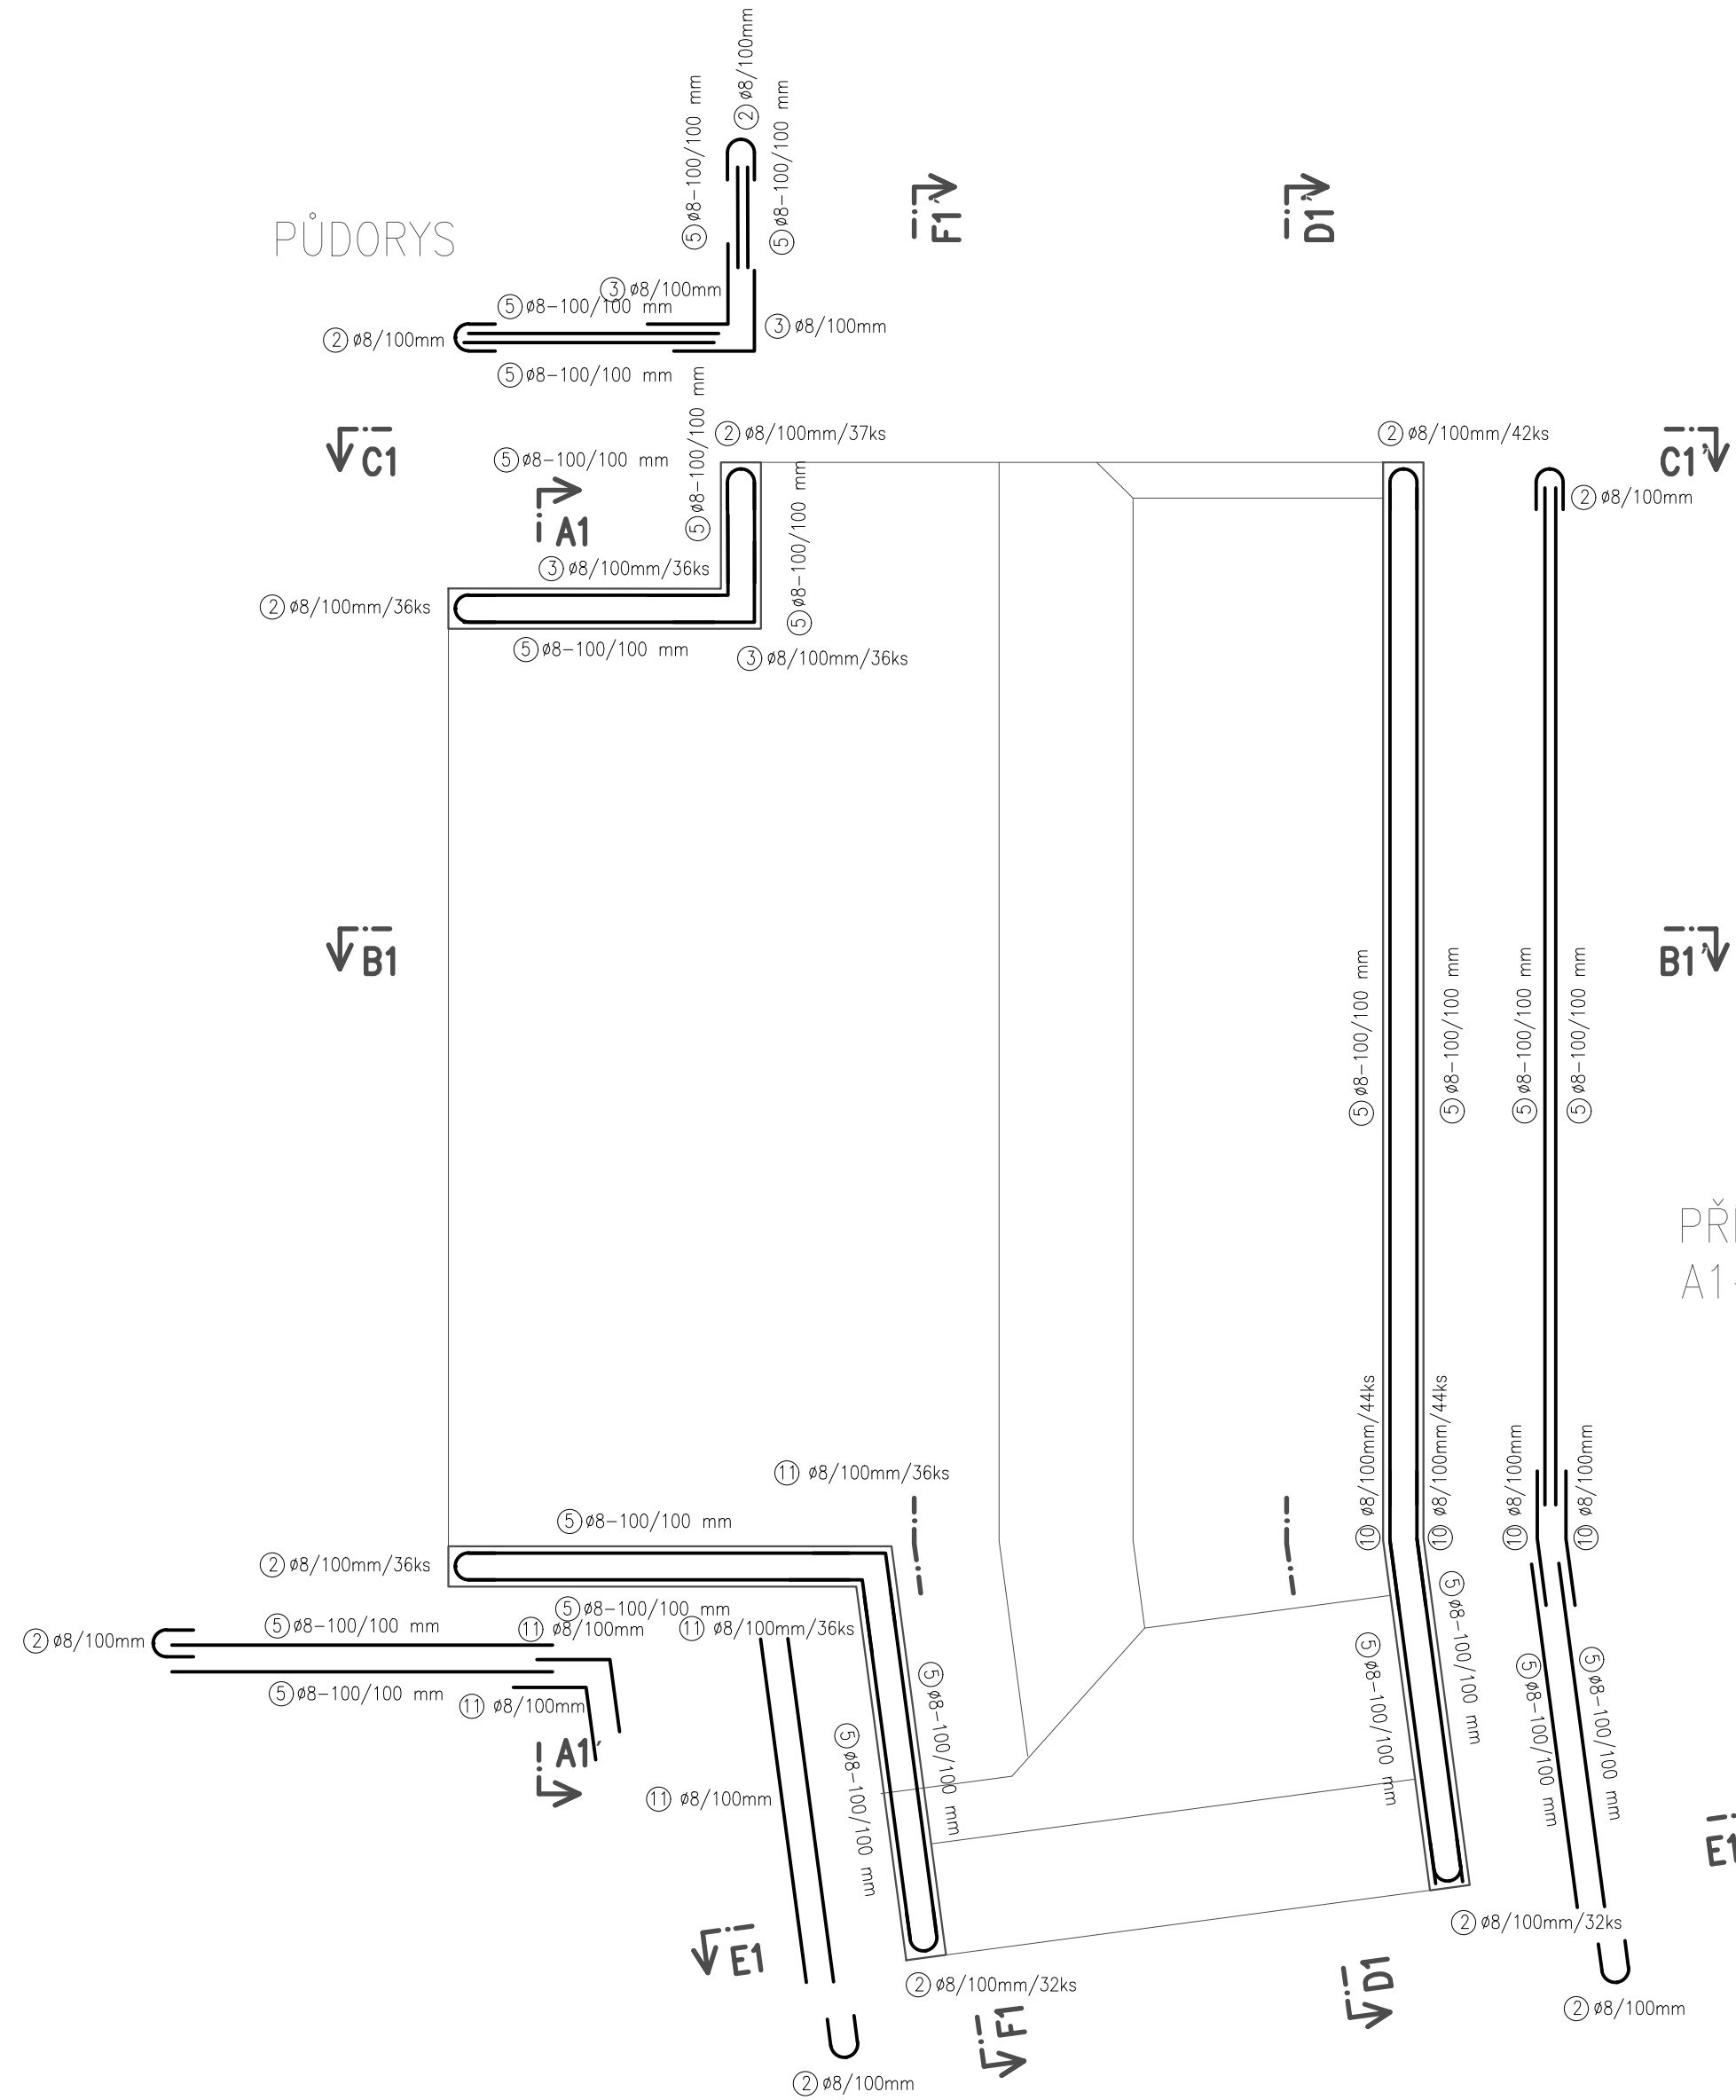 ② ø8/100mm
⑤ ø8-100/100 mm
⑤ ø8-100/100 mm
F1'
D1'
PŮDORYS
③ ø8/100mm
⑤ ø8-100/100 mm
③ ø8/100mm
② ø8/100mm
⑤ ø8-100/100 mm
⑤ ø8-100/100 mm
② ø8/100mm/37ks
② ø8/100mm/42ks
C1
⑤ ø8-100/100 mm
C1'
② ø8/100mm
A1
③ ø8/100mm/36ks
⑤ ø8-100/100 mm
② ø8/100mm/36ks
⑤ ø8-100/100 mm
③ ø8/100mm/36ks
B1
B1'
⑤ ø8-100/100 mm
⑤ ø8-100/100 mm
⑤ ø8-100/100 mm
⑤ ø8-100/100 mm
A1
⑩ ø8/100mm/44ks
⑩ ø8/100mm/44ks
⑩ ø8/100mm
⑩ ø8/100mm
⑪ ø8/100mm/36ks
⑤ ø8-100/100 mm
② ø8/100mm/36ks
⑤ ø8-100/100 mm
⑤ ø8-100/100 mm
⑪ ø8/100mm
⑪ ø8/100mm/36ks
② ø8/100mm
⑤ ø8-100/100 mm
⑪ ø8/100mm
⑤ ø8-100/100 mm
⑤ ø8-100/100 mm
⑤ ø8-100/100 mm
⑤ ø8-100/100 mm
⑤ ø8-100/100 mm
⑤ ø8-100/100 mm
A1'
⑪ ø8/100mm
E1
E1
② ø8/100mm/32ks
② ø8/100mm/32ks
D1
F1
② ø8/100mm
② ø8/100mm